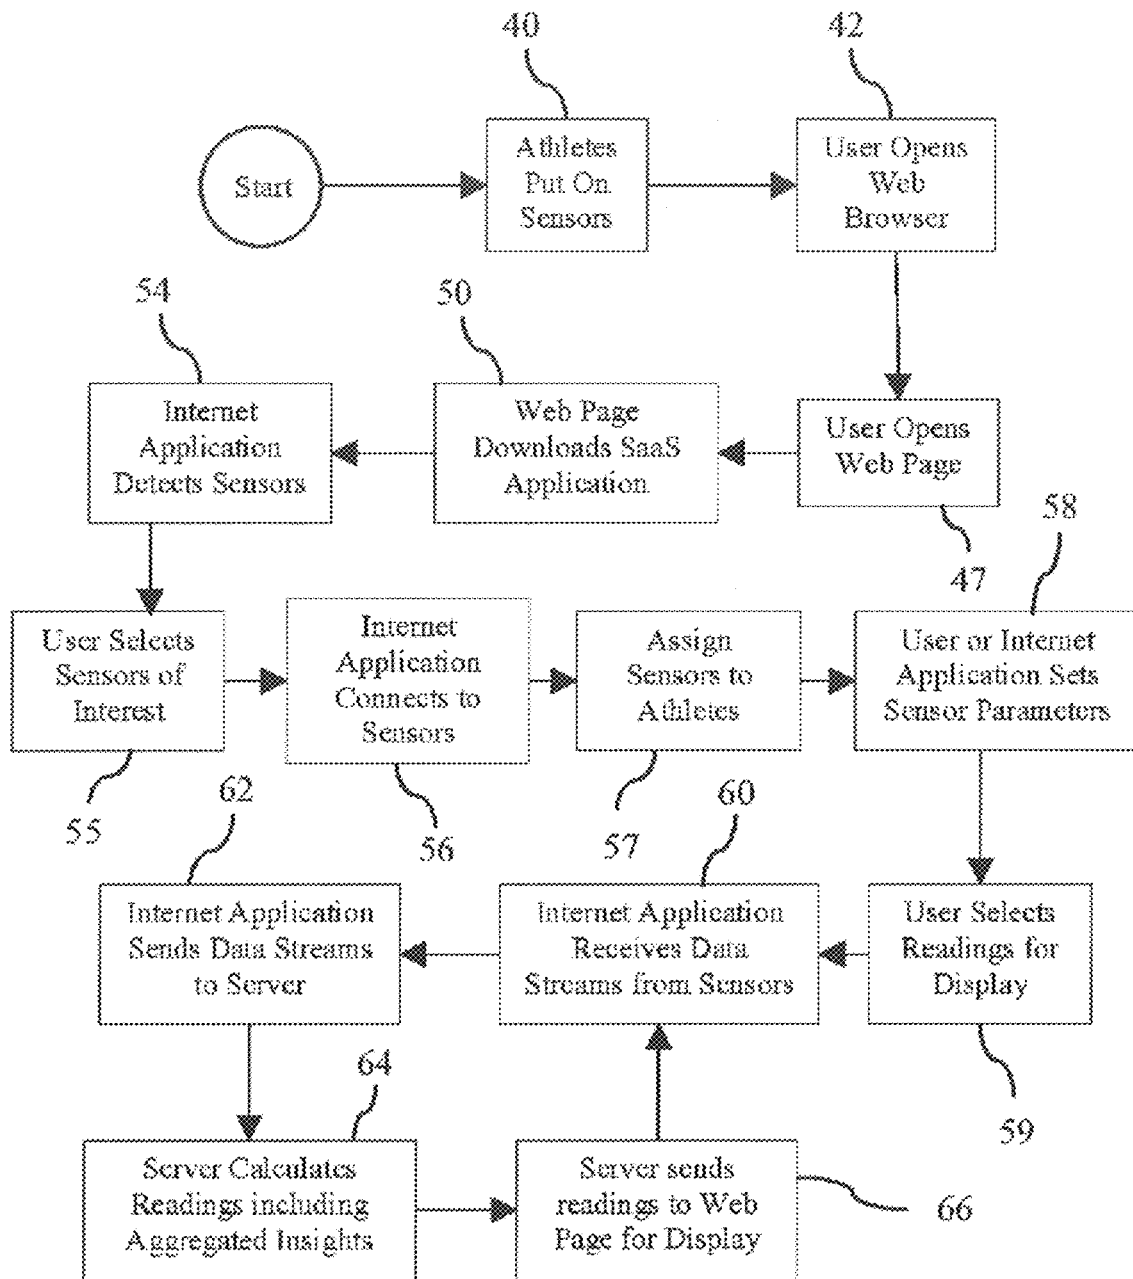 40
42
Start
Athletes
Put On
Sensors
User Opens
Web
Browser
54
50
Internet
Application
Detects Sensors
Web Page
Downloads SaaS
Application
User Opens
Web Page
47
58
User Selects
Sensors of
Interest
Internet
Application
Connects to
Sensors
Assign
Sensors to
Athletes
User or Internet
Application Sets
Sensor Parameters
55
62
56
57
60
Internet Application
Sends Data Streams
to Server
Internet Application
Receives Data
Streams from Sensors
User Selects
Readings for
Display
64
59
Server Calculates
Readings including
Aggregated Insights
Server sends
readings to Web
Page for Display
66